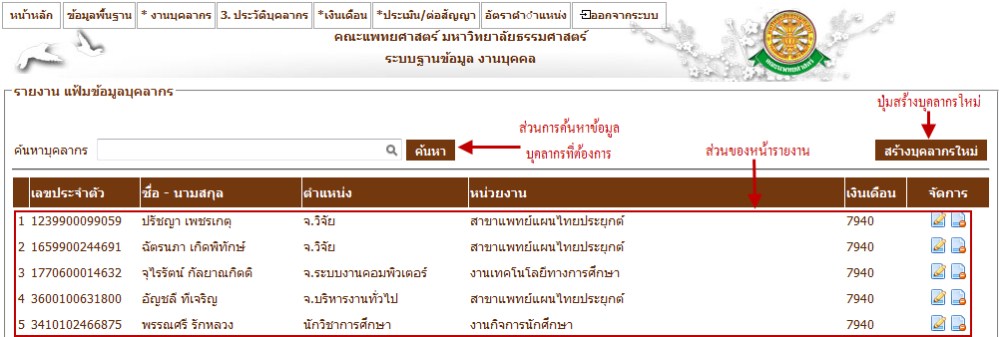 หน้าหลัก ข้อมูลพื้นฐาน * งานบุคลากร 3. ประวัติบุคลากร *เงินเดือน *ประเมิน/ต่อสัญญา อัตราตำแหน่ง ออกจากระบบ
คณะแพทยศาสตร์ มหาวิทยาลัยธรรมศาสตร์
ระบบฐานข้อมูล งานบุคคล
คณะแพทยศาสตร์
รายงาน แฟ้มข้อมูลบุคลากร
ปุ่มสร้างบุคลากรใหม่
ส่วนการค้นหาข้อมูล
บุคลากรที่ต้องการ
ส่วนของหน้ารายงาน
ค้นหาบุคลากร ค้นหา สร้างบุคลากรใหม่
เลขประจำตัว ชื่อ - นามสกุล ตำแหน่ง หน่วยงาน เงินเดือน จัดการ
1 1239900099059 ปรัชญา เพชรเกตุ จ.วิจัย สาขาแพทย์แผนไทยประยุกต์ 7940
2 1659900244691 ฉัตรนภา เกิดพิทักษ์ จ.วิจัย สาขาแพทย์แผนไทยประยุกต์ 7940
3 1770600014632 จุไรรัตน์ กัลยาณกิตติ จ.ระบบงานคอมพิวเตอร์ งานเทคโนโลยีทางการศึกษา 7940
4 3600100631800 อัญชลี ทีเจริญ จ.บริหารงานทั่วไป สาขาแพทย์แผนไทยประยุกต์ 7940
5 3410102466875 พรรณศรี รักหลวง นักวิชาการศึกษา งานกิจการนักศึกษา 7940